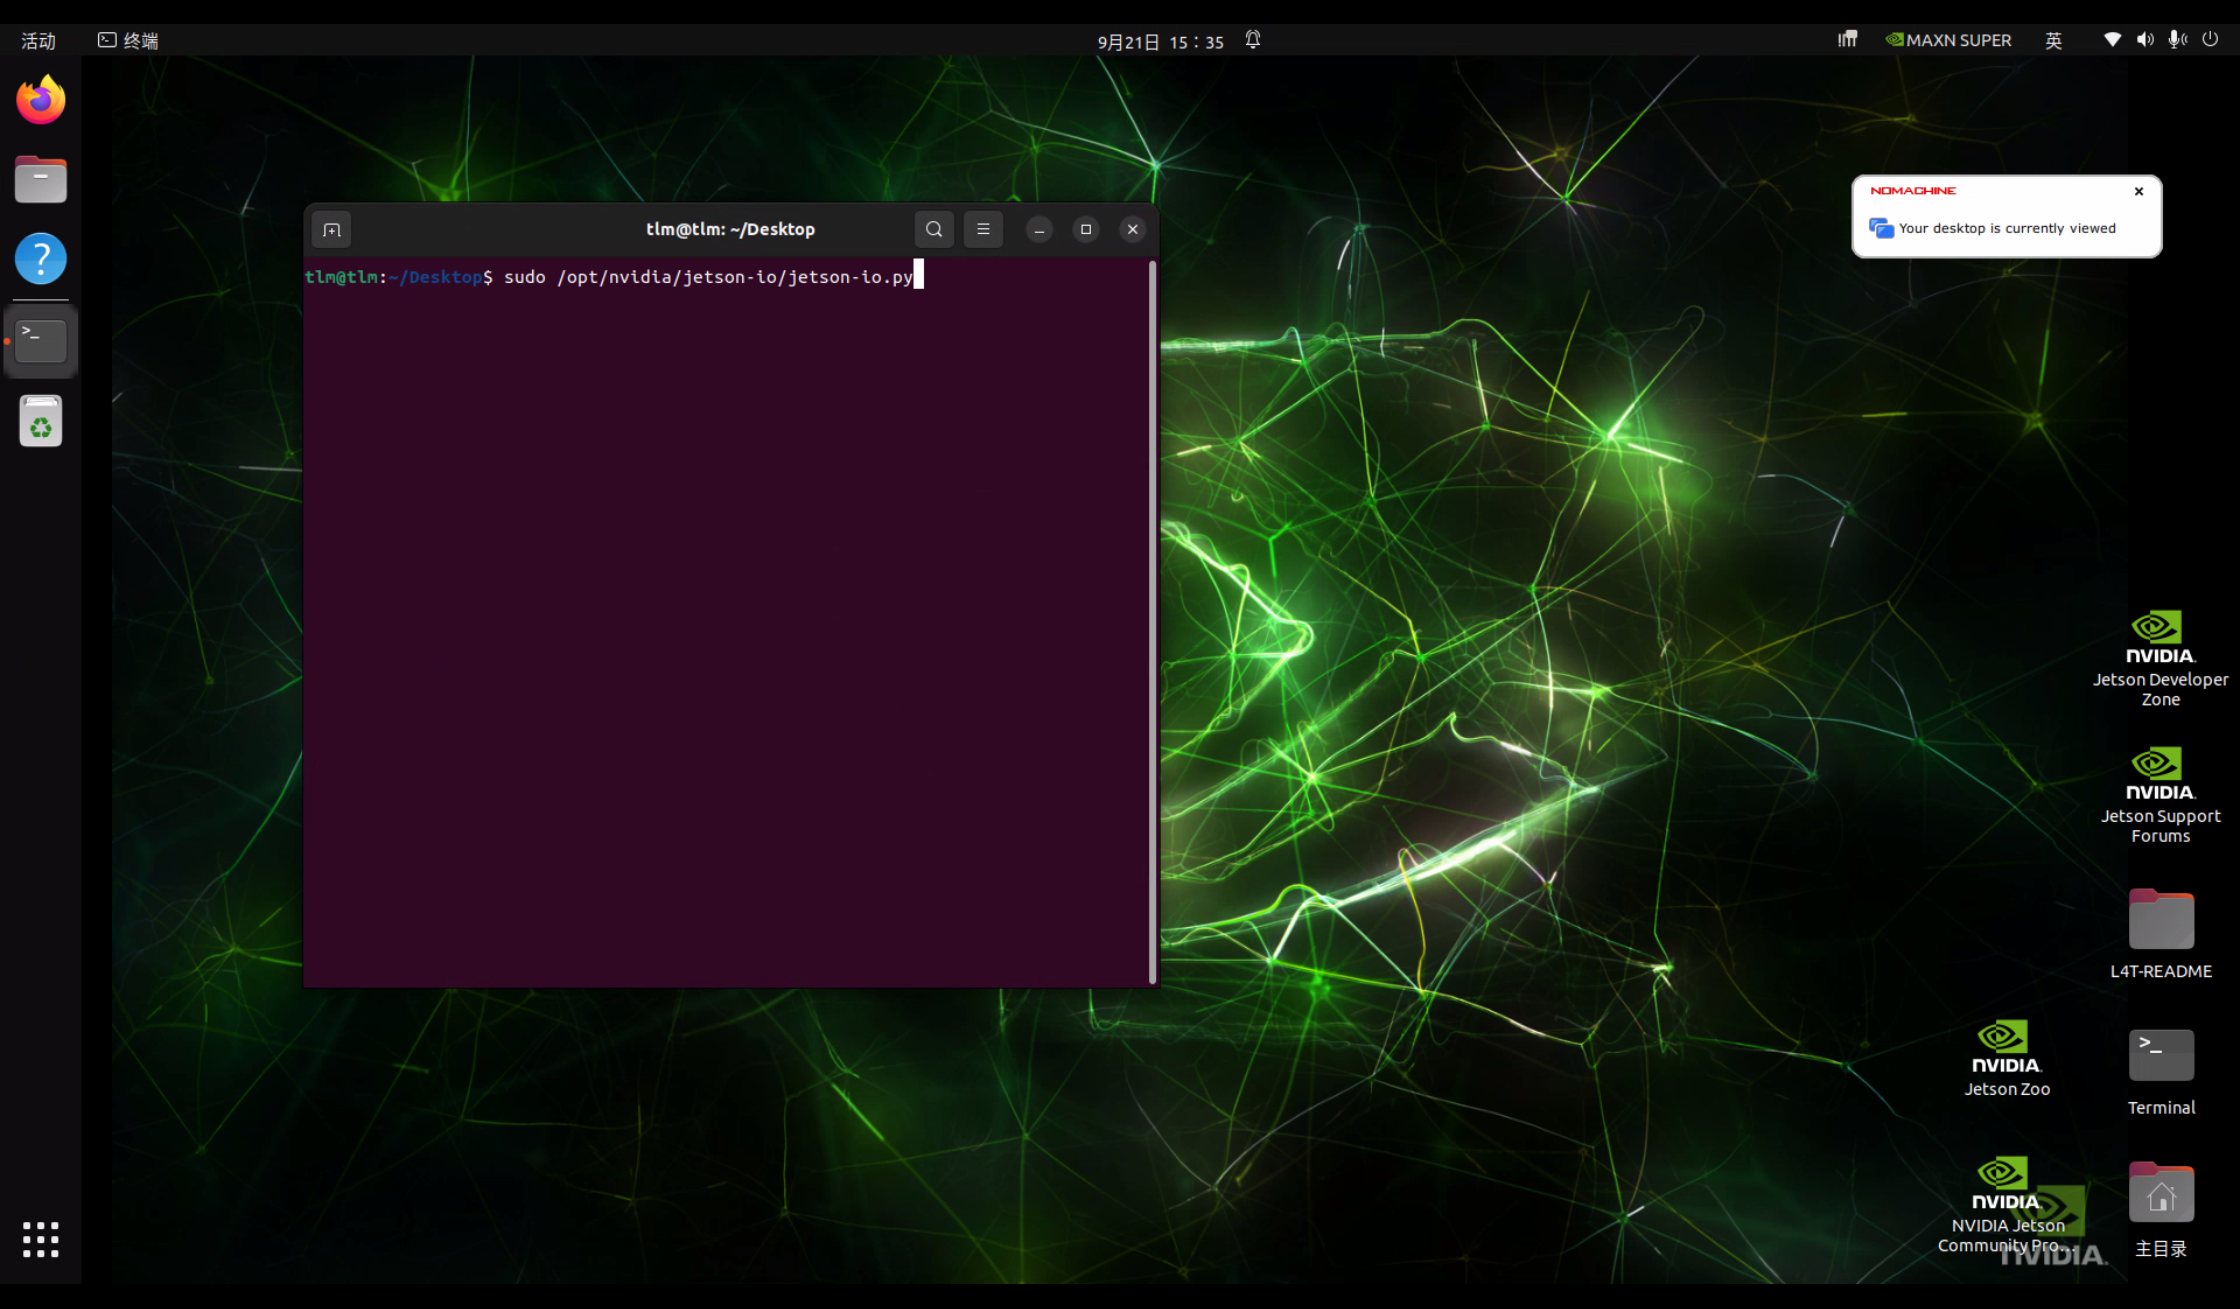 活动
终端
9月21日 15：35
MAXN SUPER
英
tlm@tlm: ~/Desktop
tlm@tlm:~/Desktop$ sudo /opt/nvidia/jetson-io/jetson-io.py
NOMACHINE
Your desktop is currently viewed
NVIDIA.
Jetson Developer
Zone
NVIDIA.
Jetson Support
Forums
L4T-README
NVIDIA.
Jetson Zoo
Terminal
NVIDIA.
NVIDIA Jetson
Community Pro...
NVIDIA.
主目录